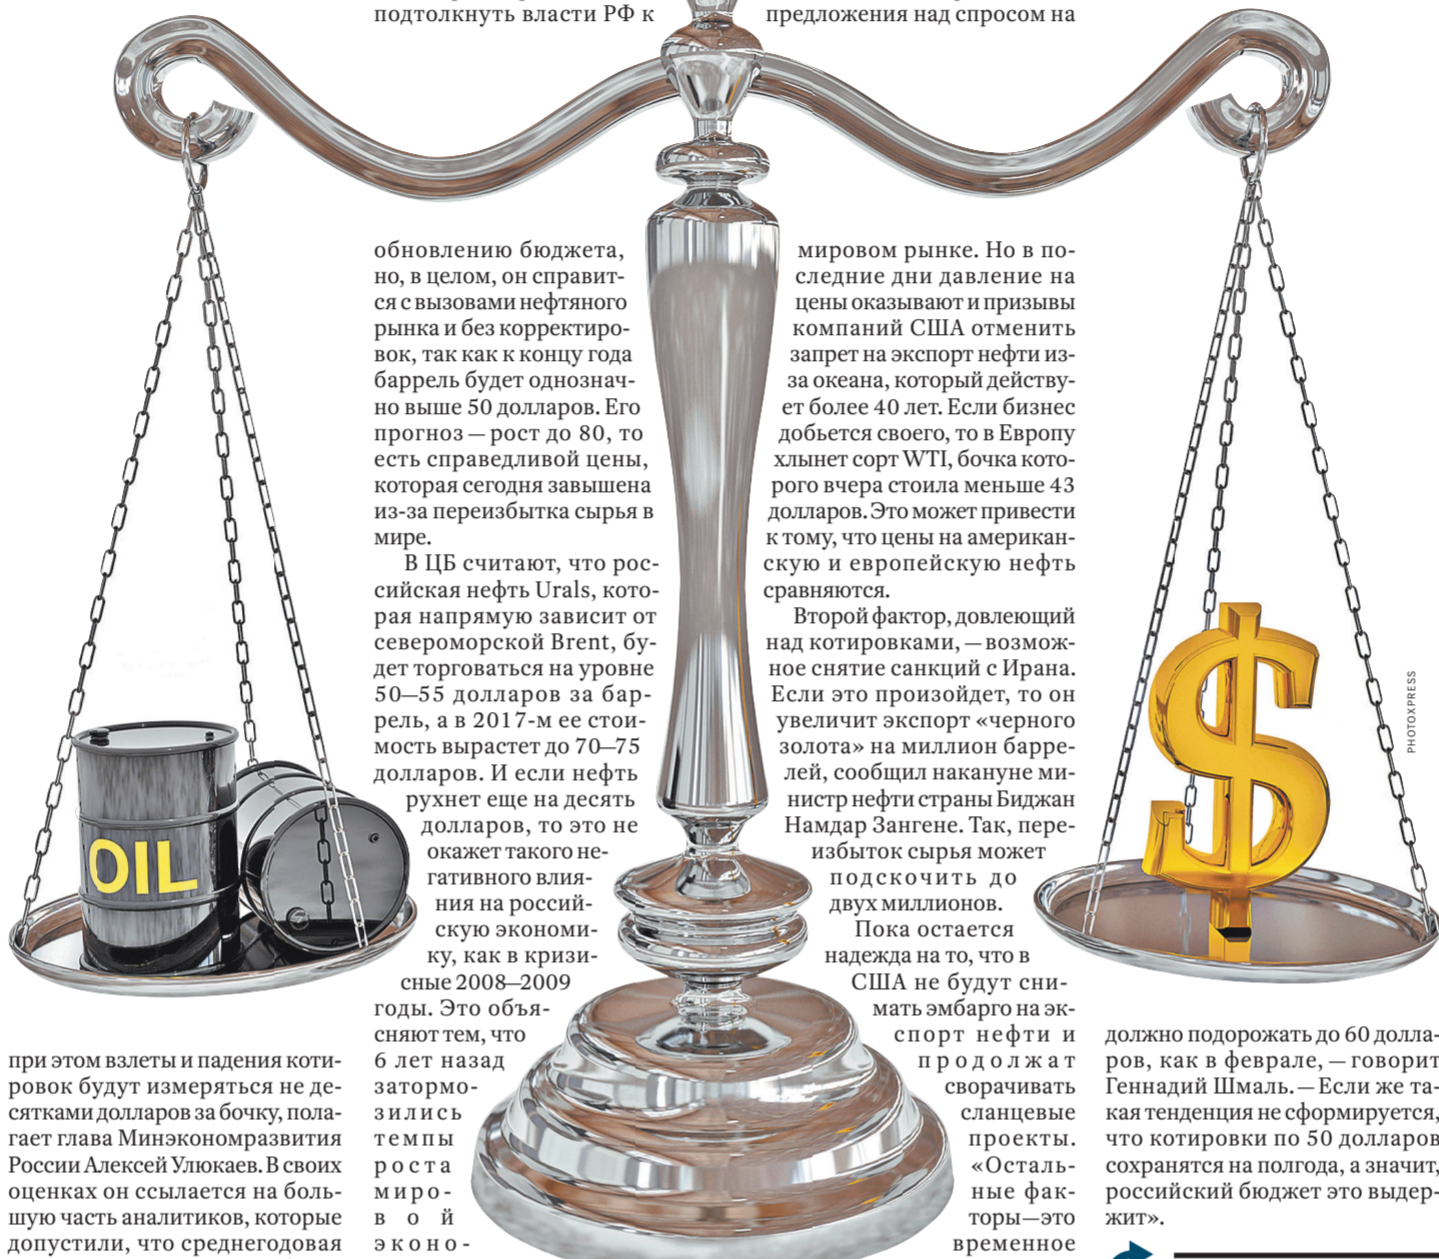 при этом взлеты и падения коти-
ровок будут измеряться не де-
сятками долларов за бочку, пола-
гает глава Минэкономразвития
России Алексей Улюкаев. В своих
оценках он ссылается на боль-
шую часть аналитиков, которые
допустили, что среднегодовая
подтолкнуть власти РФ к
обновлению бюджета,
но, в целом, он справит-
ся с вызовами нефтяного
рынка и без корректиро-
вок, так как к концу года
баррель будет однознач-
но выше 50 долларов. Его
прогноз — рост до 80, то
есть справедливой цены,
которая сегодня завышена
из-за переизбытка сырья в
мире.
В ЦБ считают, что рос-
сийская нефть Urals, кото-
рая напрямую зависит от
североморской Brent, бу-
дет торговаться на уровне
50—55 долларов за бар-
рель, а в 2017-м ее стои-
мость вырастет до 70—75
долларов. И если нефть
рухнет еще на десять
долларов, то это не
окажет такого не-
гативного влия-
ния на россий-
скую экономи-
ку, как в кризи-
сные 2008—2009
годы. Это объя-
сняют тем, что
6 лет назад
затормо-
зились
темпы
роста
миро-
вой
эконо-
предложения над спросом на
мировом рынке. Но в по-
следние дни давление на
цены оказывают и призывы
компаний США отменить
запрет на экспорт нефти из-
за океана, который действу-
ет более 40 лет. Если бизнес
добьется своего, то в Европу
хлынет сорт WTI, бочка кото-
рого вчера стоила меньше 43
долларов. Это может привести
к тому, что цены на американ-
скую и европейскую нефть
сравняются.
Второй фактор, довлеющий
над котировками, — возмож-
ное снятие санкций с Ирана.
Если это произойдет, то он
увеличит экспорт «черного
золота» на миллион барре-
лей, сообщил накануне ми-
нистр нефти страны Биджан
Намдар Зангене. Так, пере-
избыток сырья может
подскочить до
двух миллионов.
Пока остается
надежда на то, что в
США не будут сни-
мать эмбарго на эк-
спорт нефти и
продолжат
сворачивать
сланцевые
проекты.
«Осталь-
ные фак-
торы—это
временное
должно подорожать до 60 долла-
ров, как в феврале, — говорит
Геннадий Шмаль. — Если же та-
кая тенденция не сформируется,
что котировки по 50 долларов
сохранятся на полгода, а значит,
российский бюджет это выдер-
жит».
OIL
$
PHOTOXPRESS